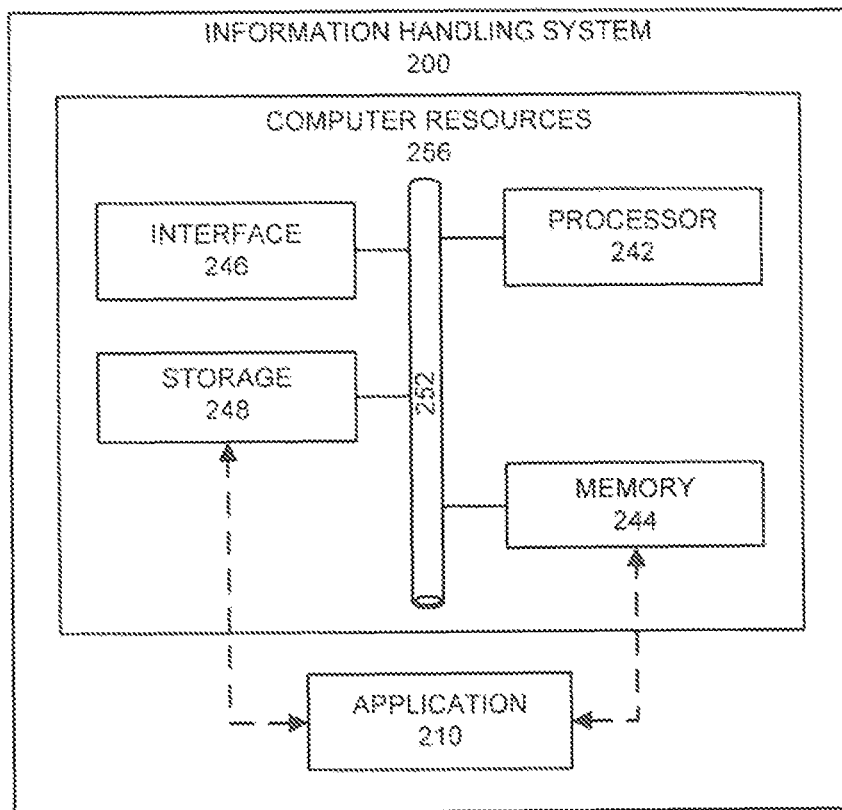 INFORMATION HANDLING SYSTEM
200
COMPUTER RESOURCES
256
INTERFACE
246
PROCESSOR
242
STORAGE
248
252
MEMORY
244
APPLICATION
210